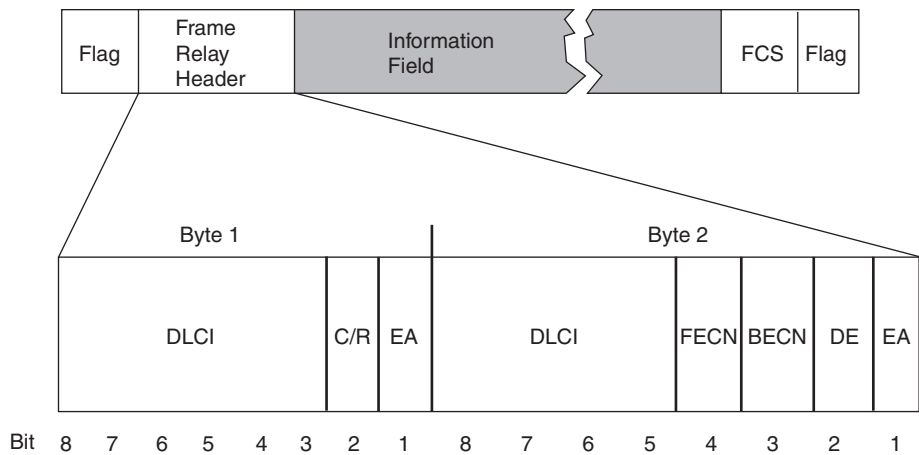 Flag
Frame
Relay
Header
Information
Field
FCS
Flag
Byte 1
Byte 2
DLCI
C/R
EA
DLCI
FECN
BECN
DE
EA
Bit 8 7 6 5 4 3 2 1 8 7 6 5 4 3 2 1